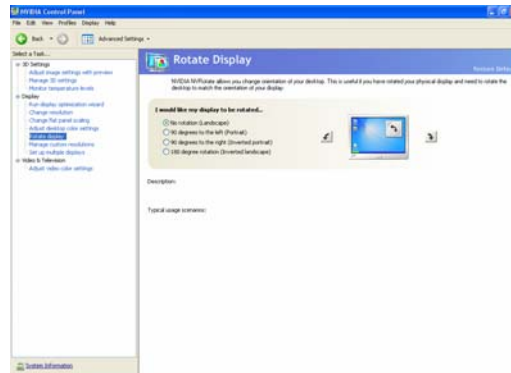 NVIDIA Control Panel
File Edit View Profiles Display Help
Back Advanced Settings
Select a Task...
3D Settings
Adjust image settings with preview
Manage 3D settings
Monitor temperature levels
Display
Run display optimization wizard
Change resolution
Change flat panel scaling
Adjust desktop color settings
Rotate display
Manage custom resolutions
Set up multiple displays
Video & Television
Adjust video color settings
System Information
Rotate Display
Restore Defa
NVIDIA NVRotate allows you change orientation of your desktop. This is useful if you have rotated your physical display and need to rotate the
desktop to match the orientation of your display.
I would like my display to be rotated...
No rotation (Landscape)
90 degrees to the left (Portrait)
90 degrees to the right (Inverted portrait)
180 degree rotation (Inverted landscape)
Description:
Typical usage scenarios: